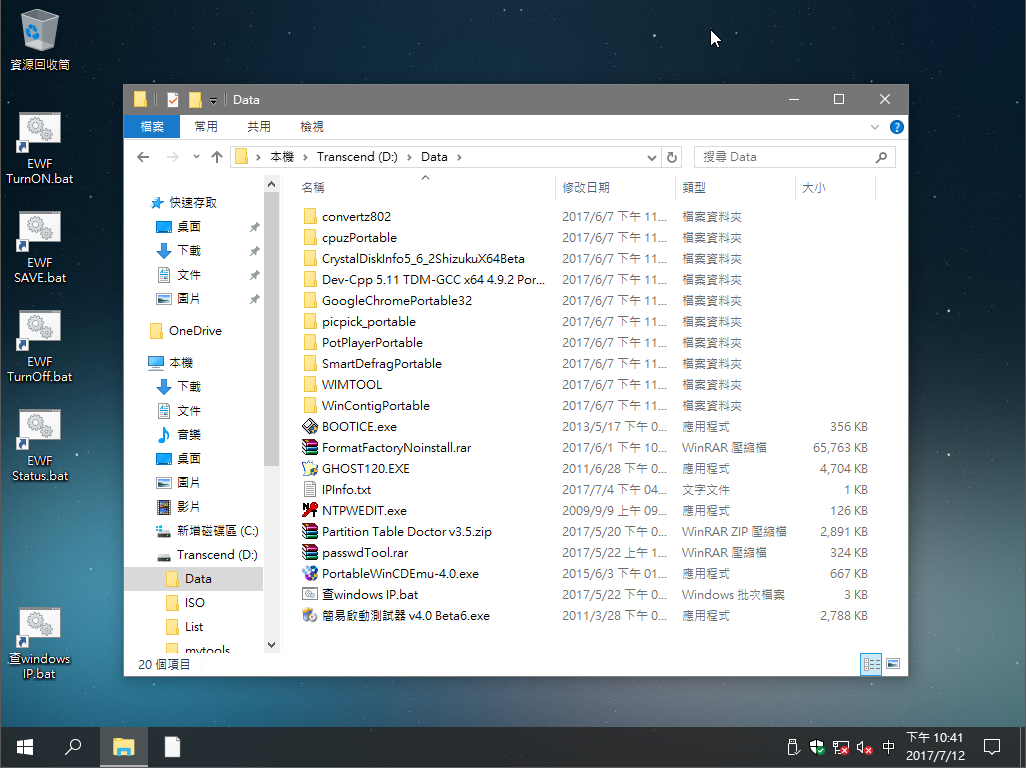 資源回收筒
EWF
TurnON.bat
EWF
SAVE.bat
EWF
TurnOff.bat
EWF
Status.bat
查windows
IP.bat
Data
檔案 常用 共用 檢視
本機 Transcend (D:) Data
搜尋 Data
快速存取
桌面
下載
文件
圖片
OneDrive
本機
下載
文件
音樂
桌面
圖片
影片
新增磁碟區 (C:)
Transcend (D:)
Data
ISO
List
mytools
名稱 修改日期 類型 大小
convertz802 2017/6/7 下午 11... 檔案資料夾
cpuzPortable 2017/6/7 下午 11... 檔案資料夾
CrystalDiskInfo5_6_2ShizukuX64Beta 2017/6/7 下午 11... 檔案資料夾
Dev-Cpp 5.11 TDM-GCC x64 4.9.2 Por... 2017/6/7 下午 11... 檔案資料夾
GoogleChromePortable32 2017/6/7 下午 11... 檔案資料夾
picpick_portable 2017/6/7 下午 11... 檔案資料夾
PotPlayerPortable 2017/6/7 下午 11... 檔案資料夾
SmartDefragPortable 2017/6/7 下午 11... 檔案資料夾
WIMTOOL 2017/6/7 下午 11... 檔案資料夾
WinContigPortable 2017/6/7 下午 11... 檔案資料夾
BOOTICE.exe 2013/5/17 下午 0... 應用程式 356 KB
FormatFactoryNoinstall.rar 2017/6/1 下午 10... WinRAR 壓縮檔 65,763 KB
GHOST120.EXE 2011/6/28 下午 0... 應用程式 4,704 KB
IPInfo.txt 2017/7/4 下午 04... 文字文件 1 KB
NTPWEDIT.exe 2009/9/9 上午 09... 應用程式 126 KB
Partition Table Doctor v3.5.zip 2017/5/20 下午 0... WinRAR ZIP 壓縮檔 2,891 KB
passwdTool.rar 2017/5/22 上午 1... WinRAR 壓縮檔 324 KB
PortableWinCDEmu-4.0.exe 2015/6/3 下午 01... 應用程式 667 KB
查windows IP.bat 2017/5/22 下午 0... Windows 批次檔案 3 KB
簡易啟動測試器 v4.0 Beta6.exe 2011/3/28 下午 0... 應用程式 2,788 KB
20 個項目
中
下午 10:41
2017/7/12